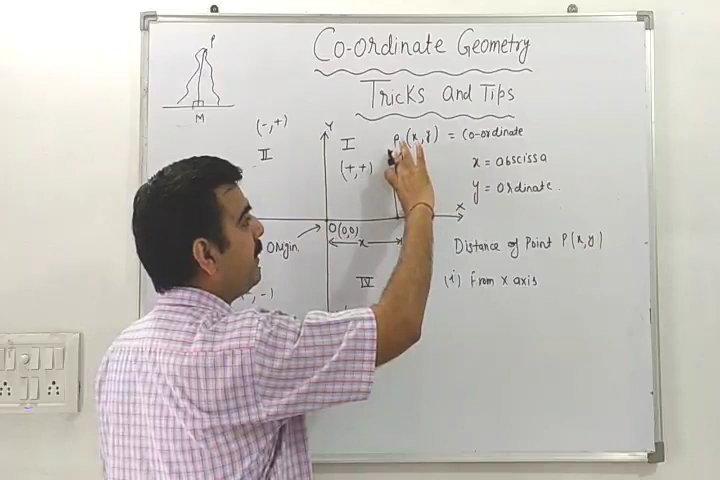 Co-ordinate Geometry
Tricks and Tips
P
M
(-,+)
II
Y
I
(+,+)
P(x,y) = co-ordinate
x = abscissa
y = ordinate.
X
O(0,0)
x
Origin
Distance of Point P(x,y)
IV
(i) from x axis